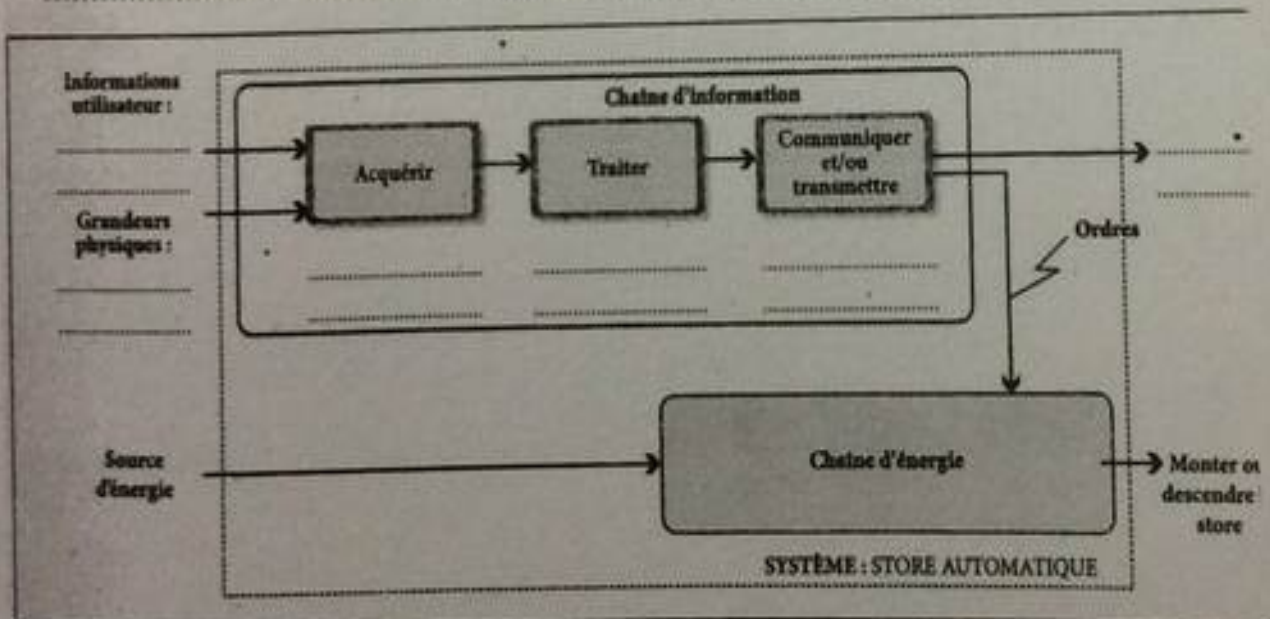 Informations
utilisateur :
Chaîne d'information
Acquérir
Traiter
Communiquer
et/ou
transmettre
Grandeurs
physiques :
Ordres
Source
d'énergie
Chaîne d'énergie
Monter ou
descendre
store
SYSTÈME : STORE AUTOMATIQUE